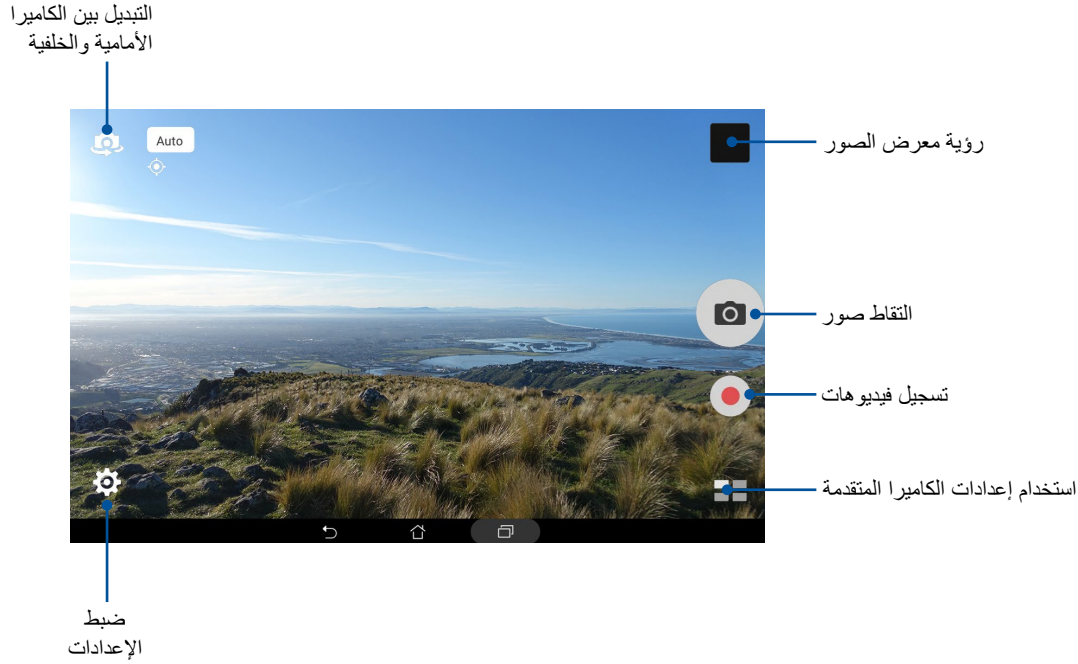 التبديل بين الكاميرا
الأمامية والخلفية
Auto
رؤية معرض الصور
التقاط صور
تسجيل فيديوهات
استخدام إعدادات الكاميرا المتقدمة
ضبط
الإعدادات